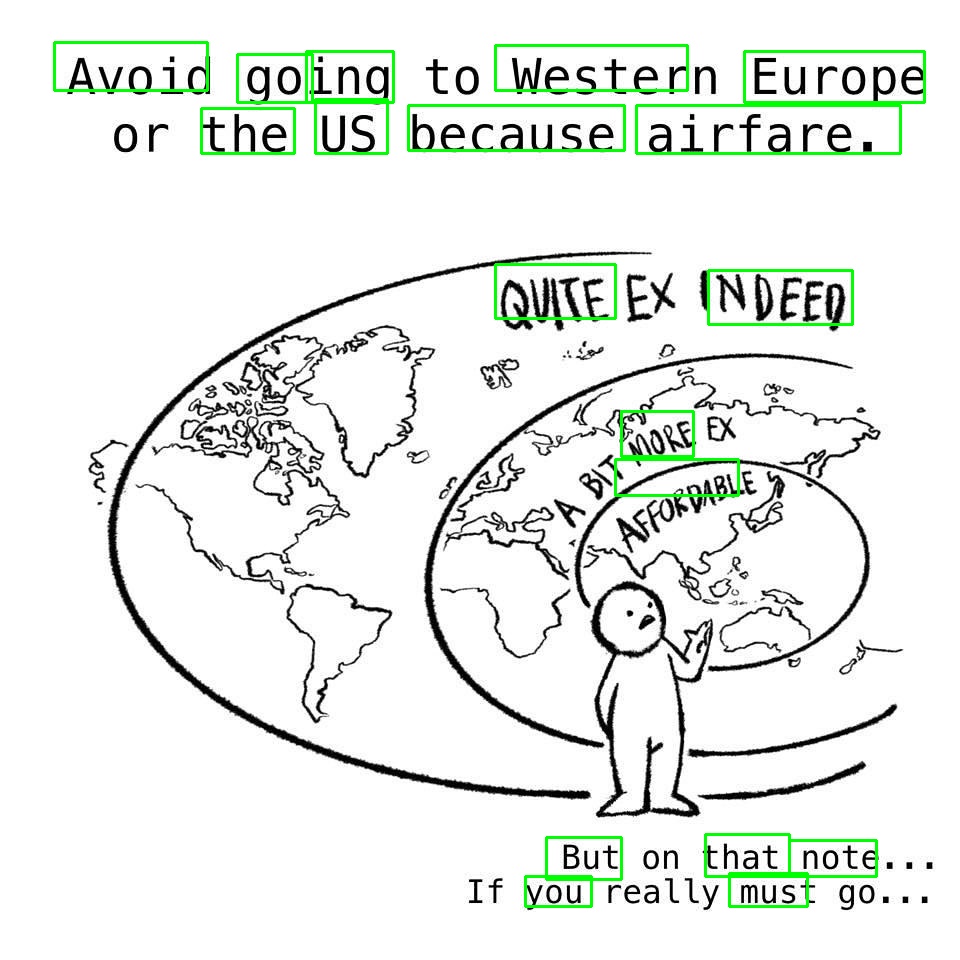 Avoid going to Western Europe
or the US because airfare.
QUITE EX INDEED
A BIT MORE EX
AFFORDABLE
But on that note...
If you really must go...